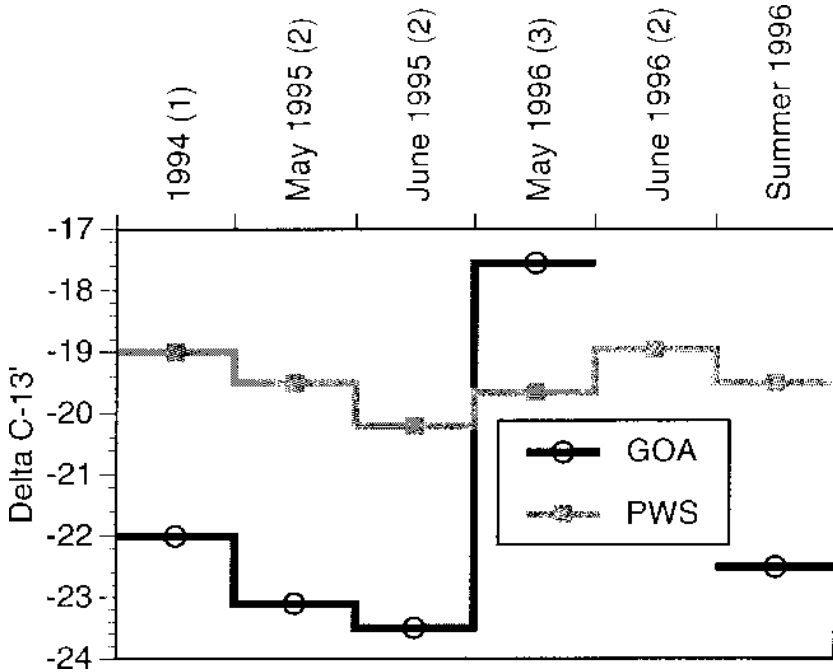 1994 (1)
May 1995 (2)
June 1995 (2)
May 1996 (3)
June 1996 (2)
Summer 1996
Delta C-13'
-17
-18
-19
-20
-21
-22
-23
-24
GOA
PWS